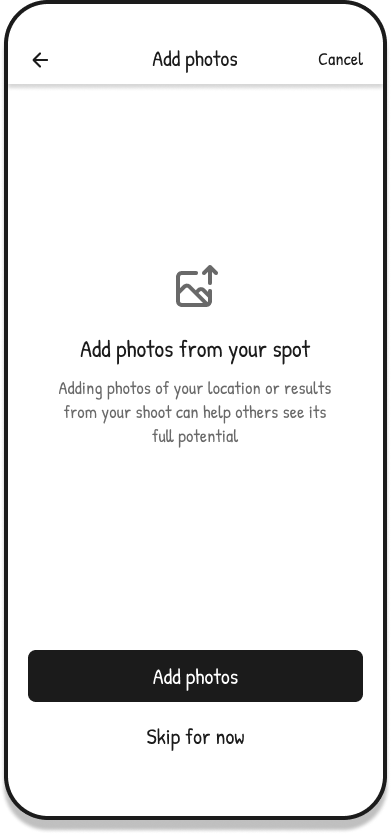 Add photos
Cancel
Add photos from your spot
Adding photos of your location or results
from your shoot can help others see its
full potential
Add photos
Skip for now